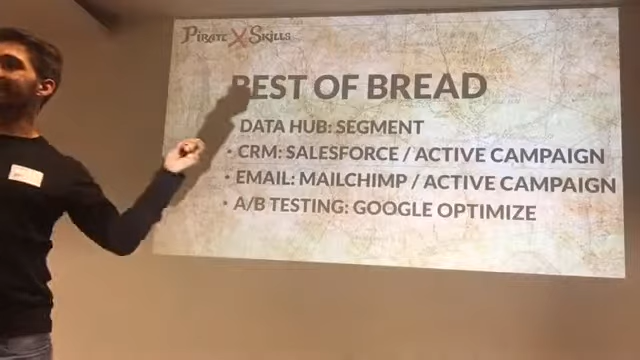 PIRATE X SKILLS
BEST OF BREAD
DATA HUB: SEGMENT
• CRM: SALESFORCE / ACTIVE CAMPAIGN
• EMAIL: MAILCHIMP / ACTIVE CAMPAIGN
• A/B TESTING: GOOGLE OPTIMIZE